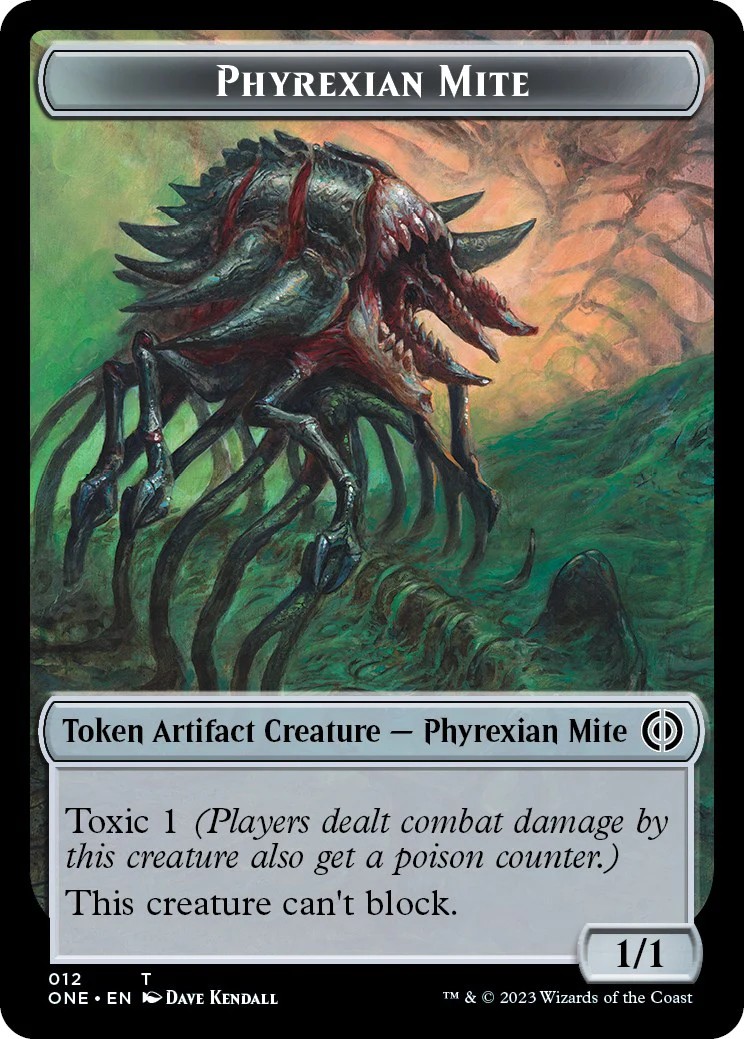 Phyrexian Mite
Token Artifact Creature — Phyrexian Mite
Toxic 1 (Players dealt combat damage by
this creature also get a poison counter.)
This creature can't block.
1/1
012 T
ONE • EN Dave Kendall
™ & © 2023 Wizards of the Coast